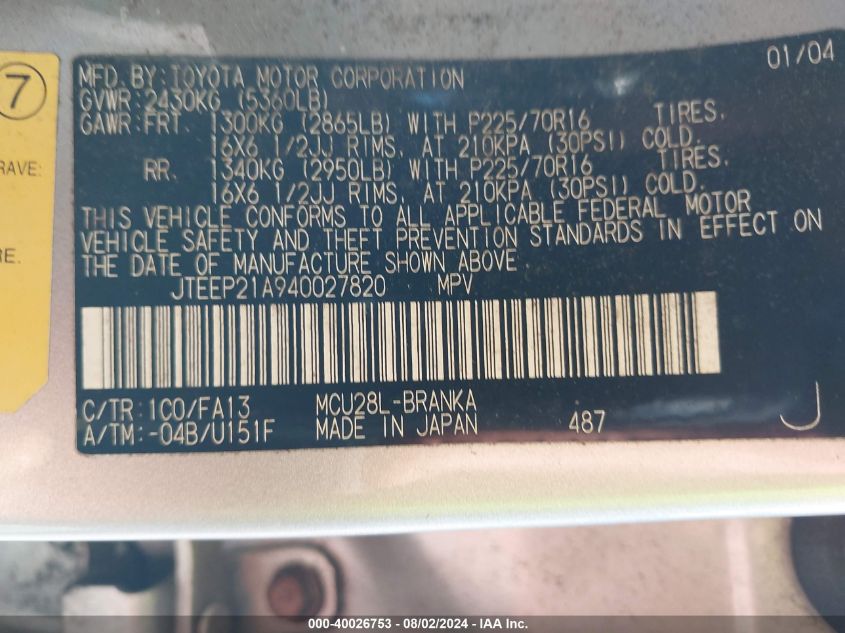 7
RAVE:
RE.
01/04
MFD. BY: TOYOTA MOTOR CORPORATION
GVWR: 2430KG (5360LB)
GAWR: FRT. 1300KG (2865LB) WITH P225/70R16 TIRES,
16X6 1/2JJ RIMS, AT 210KPA (30PSI) COLD.
RR. 1340KG (2950LB) WITH P225/70R16 TIRES,
16X6 1/2JJ RIMS, AT 210KPA (30PSI) COLD.
THIS VEHICLE CONFORMS TO ALL APPLICABLE FEDERAL MOTOR
VEHICLE SAFETY AND THEFT PREVENTION STANDARDS IN EFFECT ON
THE DATE OF MANUFACTURE SHOWN ABOVE.
JTEEP21A940027820 MPV
C/TR: 1C0/FA13 MCU28L-BRANKA
A/TM: -04B/U151F MADE IN JAPAN 487 J
000-40026753 - 08/02/2024 - IAA Inc.